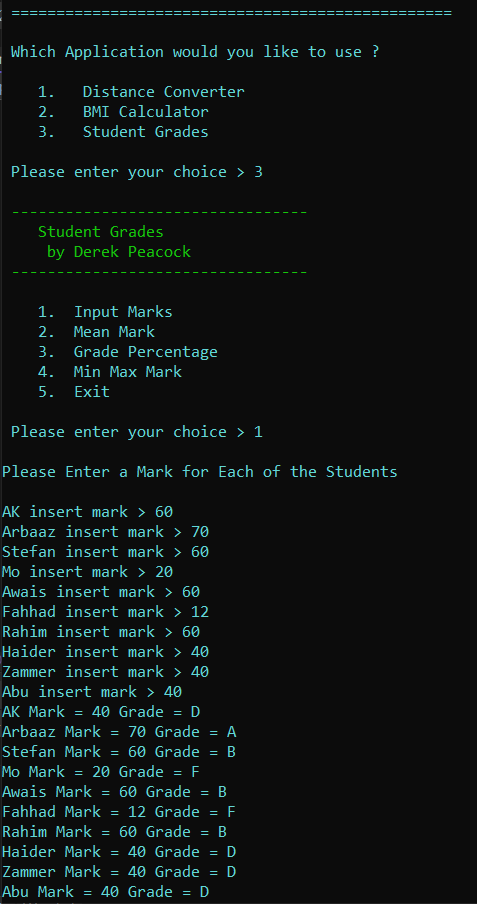 =================================================
Which Application would you like to use ?
1. Distance Converter
2. BMI Calculator
3. Student Grades
Please enter your choice > 3
---------------------------------
Student Grades
by Derek Peacock
---------------------------------
1. Input Marks
2. Mean Mark
3. Grade Percentage
4. Min Max Mark
5. Exit
Please enter your choice > 1
Please Enter a Mark for Each of the Students
AK insert mark > 60
Arbaaz insert mark > 70
Stefan insert mark > 60
Mo insert mark > 20
Awais insert mark > 60
Fahhad insert mark > 12
Rahim insert mark > 60
Haider insert mark > 40
Zammer insert mark > 40
Abu insert mark > 40
AK Mark = 40 Grade = D
Arbaaz Mark = 70 Grade = A
Stefan Mark = 60 Grade = B
Mo Mark = 20 Grade = F
Awais Mark = 60 Grade = B
Fahhad Mark = 12 Grade = F
Rahim Mark = 60 Grade = B
Haider Mark = 40 Grade = D
Zammer Mark = 40 Grade = D
Abu Mark = 40 Grade = D